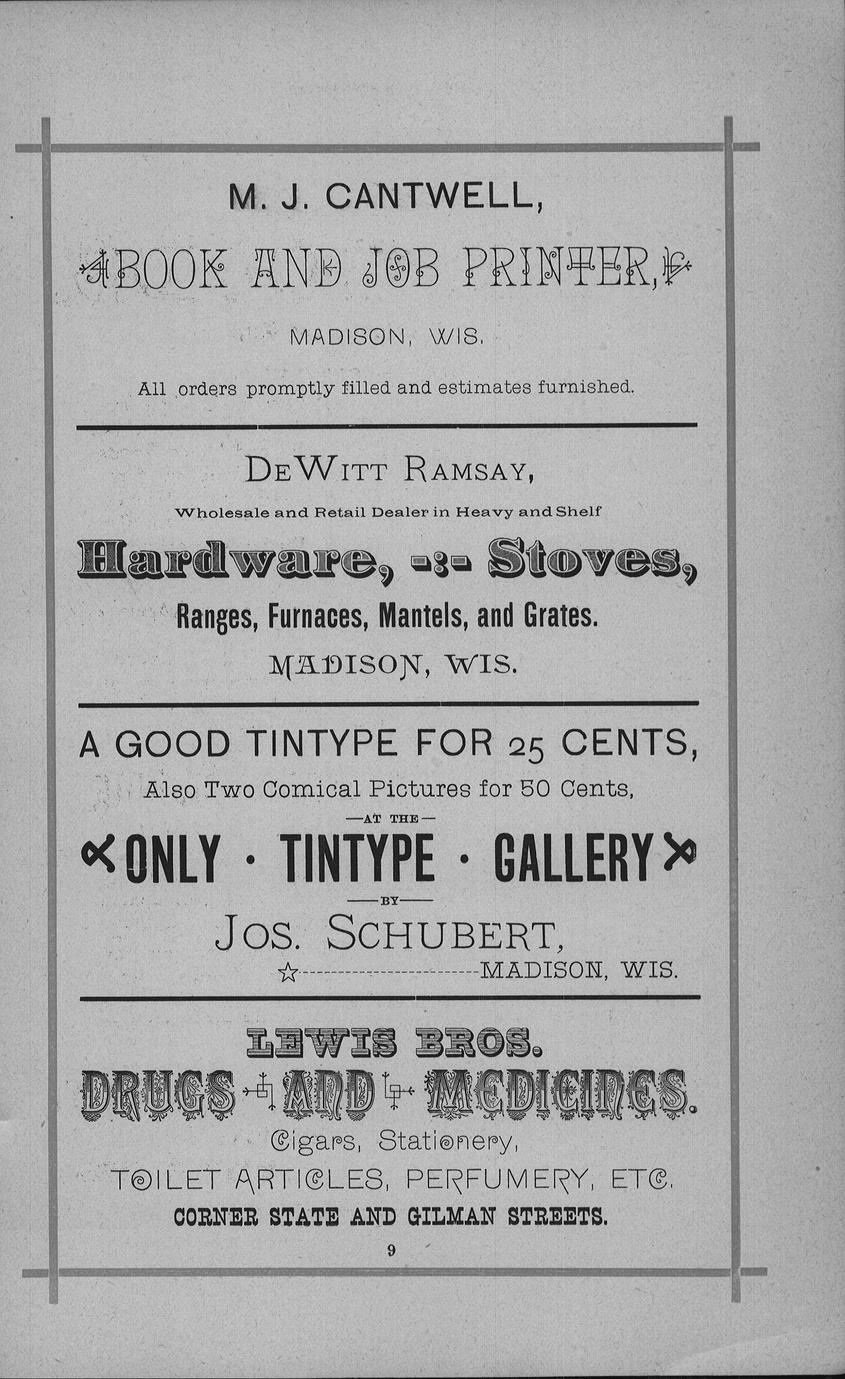 M. J. CANTWELL,
BOOK AND JOB PRINTER,
MADISON, WIS.
All orders promptly filled and estimates furnished.
DEWITT RAMSAY,
Wholesale and Retail Dealer in Heavy and Shelf
Hardware, -:- Stoves,
Ranges, Furnaces, Mantels, and Grates.
MADISON, WIS.
A GOOD TINTYPE FOR 25 CENTS,
Also Two Comical Pictures for 50 Cents,
—AT THE—
ONLY · TINTYPE · GALLERY
—BY—
JOS. SCHUBERT,
☆------------------------MADISON, WIS.
LEWIS BROS.
DRUGS AND MEDICINES.
Cigars, Stationery,
TOILET ARTICLES, PERFUMERY, ETC.
CORNER STATE AND GILMAN STREETS.
9